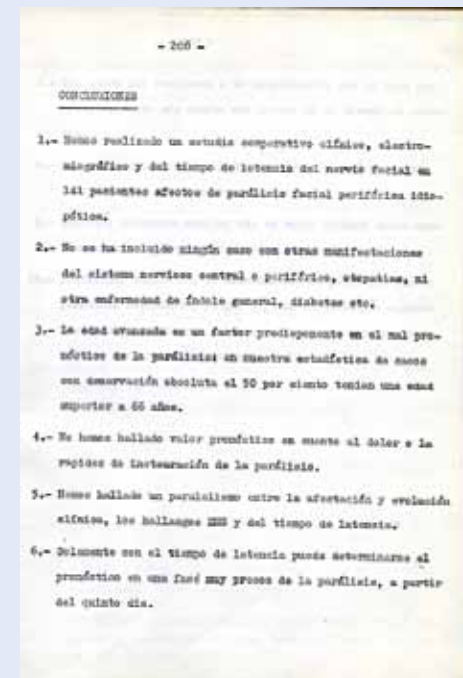 - 206 -
CONCLUSIONES
1.- Hemos realizado un estudio comparativo clínico, electro-
miográfico y del tiempo de latencia del nervio facial en
141 pacientes afectos de parálisis facial periférica idio-
pática.
2.- No se ha incluido ningún caso con otras manifestaciones
del sistema nervioso central o periférico, otopatías, ni
otra enfermedad de índole general, diabetes etc.
3.- La edad avanzada es un factor predisponente en el mal pro-
nóstico de la parálisis: en nuestra estadística de casos
con denervación absoluta el 50 por ciento tenían una edad
superior a 66 años.
4.- No hemos hallado valor pronóstico en cuanto al dolor o la
rapidez de instauración de la parálisis.
5.- Hemos hallado un paralelismo entre la afectación y evolución
clínica, los hallazgos y del tiempo de latencia.
6.- Solamente con el tiempo de latencia puede determinarse el
pronóstico en una fase muy precoz de la parálisis, a partir
del quinto día.